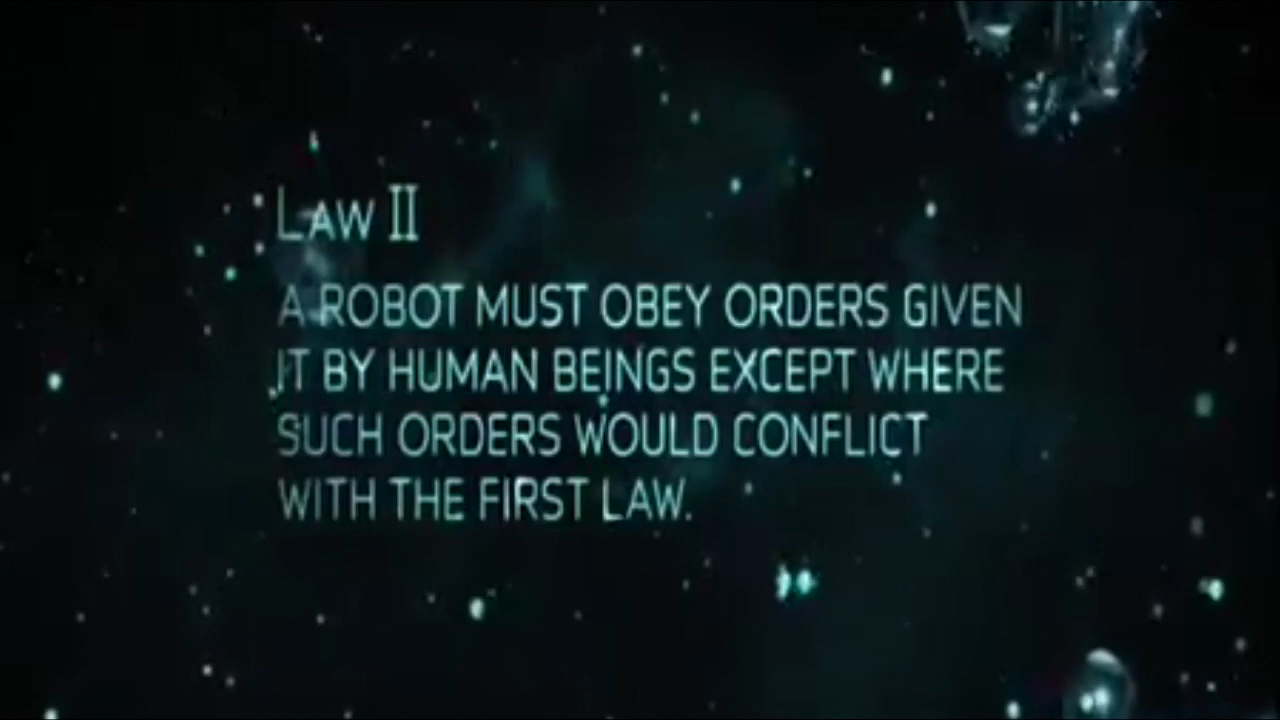 LAW II
A ROBOT MUST OBEY ORDERS GIVEN
IT BY HUMAN BEINGS EXCEPT WHERE
SUCH ORDERS WOULD CONFLICT
WITH THE FIRST LAW.